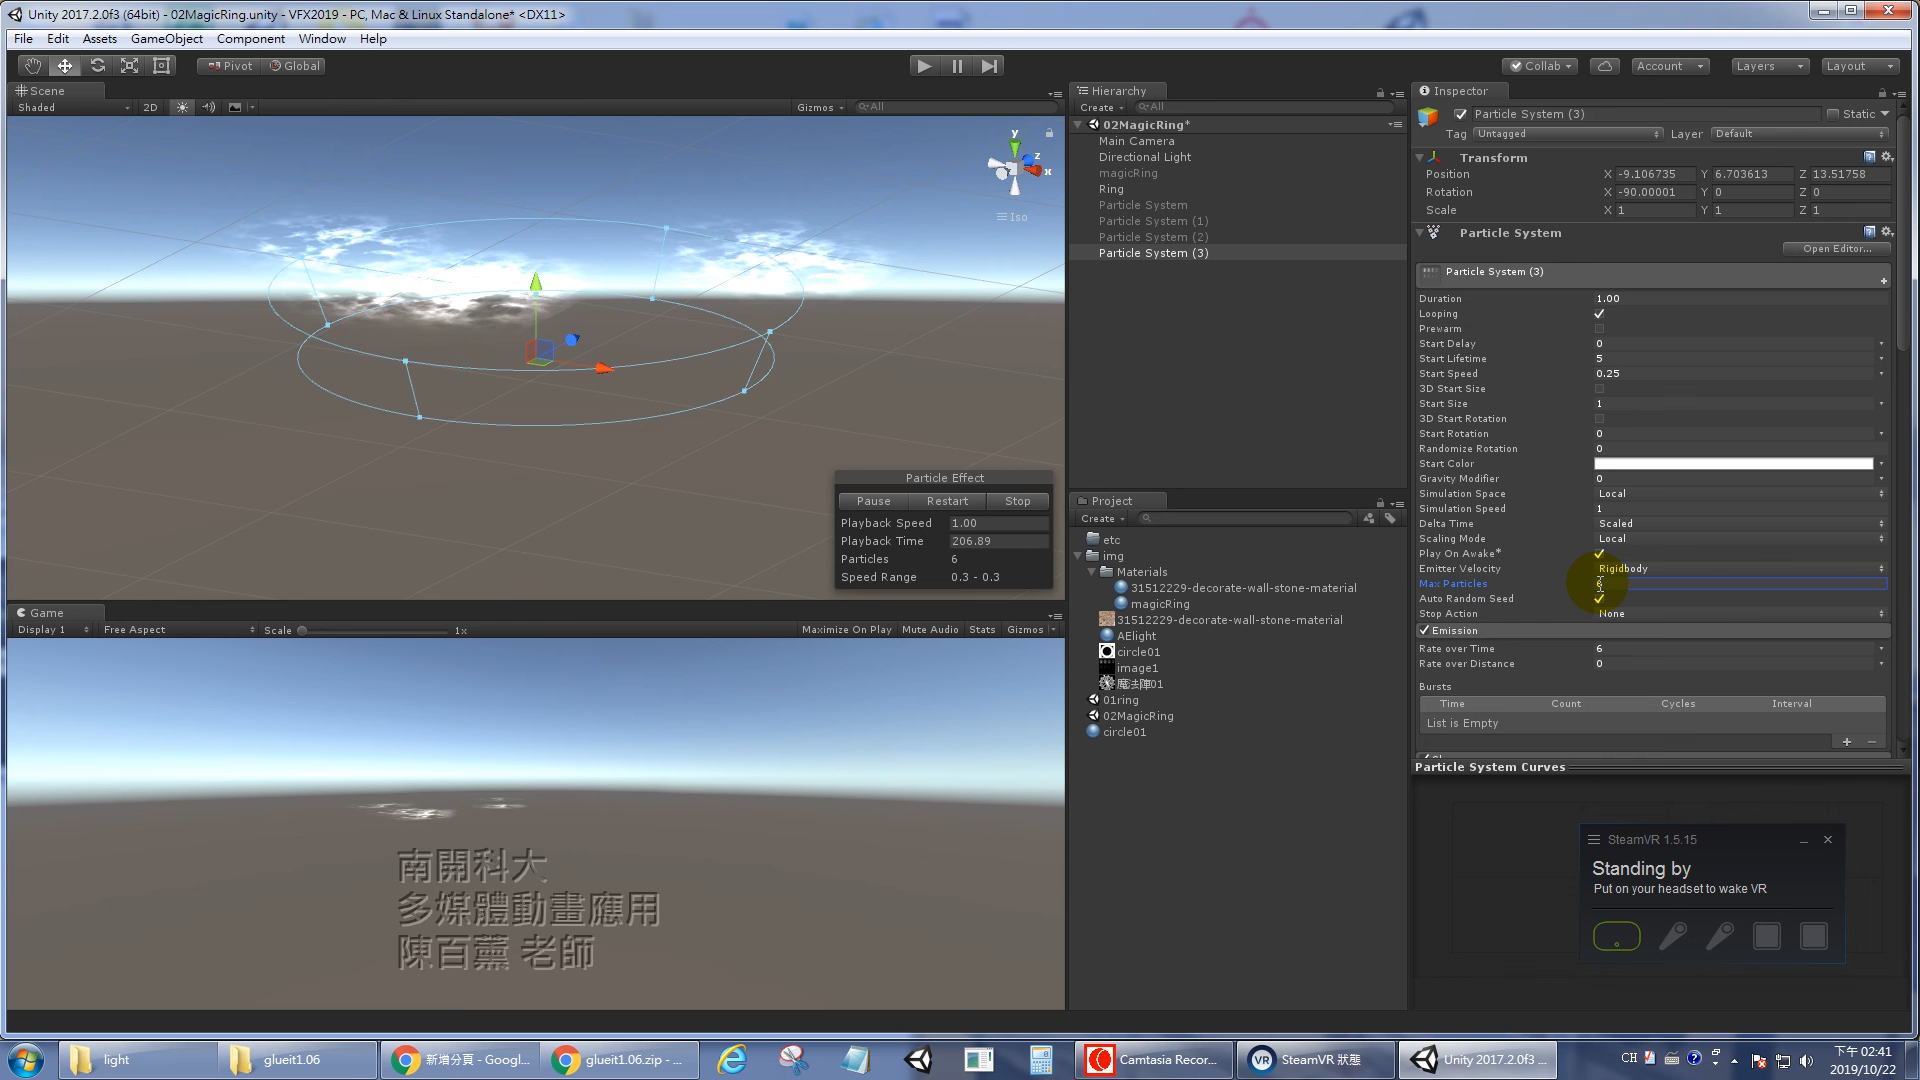 Unity 2017.2.0f3 (64bit) - 02MagicRing.unity - VFX2019 - PC, Mac & Linux Standalone* <DX11>
File Edit Assets GameObject Component Window Help
Pivot Global Collab Account Layers Layout
Scene
Shaded 2D Gizmos All
y
z
x
Iso
Particle Effect
Pause Restart Stop
Playback Speed 1.00
Playback Time 206.89
Particles 6
Speed Range 0.3 - 0.3
Game
Display 1 Free Aspect Scale 1x Maximize On Play Mute Audio Stats Gizmos
南開科大
多媒體動畫應用
陳百薰 老師
Hierarchy
Create All
02MagicRing*
Main Camera
Directional Light
magicRing
Ring
Particle System
Particle System (1)
Particle System (2)
Particle System (3)
Project
Create
etc
img
Materials
31512229-decorate-wall-stone-material
magicRing
31512229-decorate-wall-stone-material
AElight
circle01
image1
魔法陣01
01ring
02MagicRing
circle01
Inspector
Particle System (3) Static
Tag Untagged Layer Default
Transform
Position X -9.106735 Y 6.703613 Z 13.51758
Rotation X -90.00001 Y 0 Z 0
Scale X 1 Y 1 Z 1
Particle System
Open Editor...
Particle System (3)
Duration 1.00
Looping
Prewarm
Start Delay 0
Start Lifetime 5
Start Speed 0.25
3D Start Size
Start Size 1
3D Start Rotation
Start Rotation 0
Randomize Rotation 0
Start Color
Gravity Modifier 0
Simulation Space Local
Simulation Speed 1
Delta Time Scaled
Scaling Mode Local
Play On Awake*
Emitter Velocity Rigidbody
Max Particles 6
Auto Random Seed
Stop Action None
Emission
Rate over Time 6
Rate over Distance 0
Bursts
Time Count Cycles Interval
List is Empty
Particle System Curves
SteamVR 1.5.15
Standing by
Put on your headset to wake VR
light glueit1.06 新增分頁 - Googl... glueit1.06.zip - ... Camtasia Recor... VR SteamVR 狀態 Unity 2017.2.0f3 ... CH
下午 02:41
2019/10/22